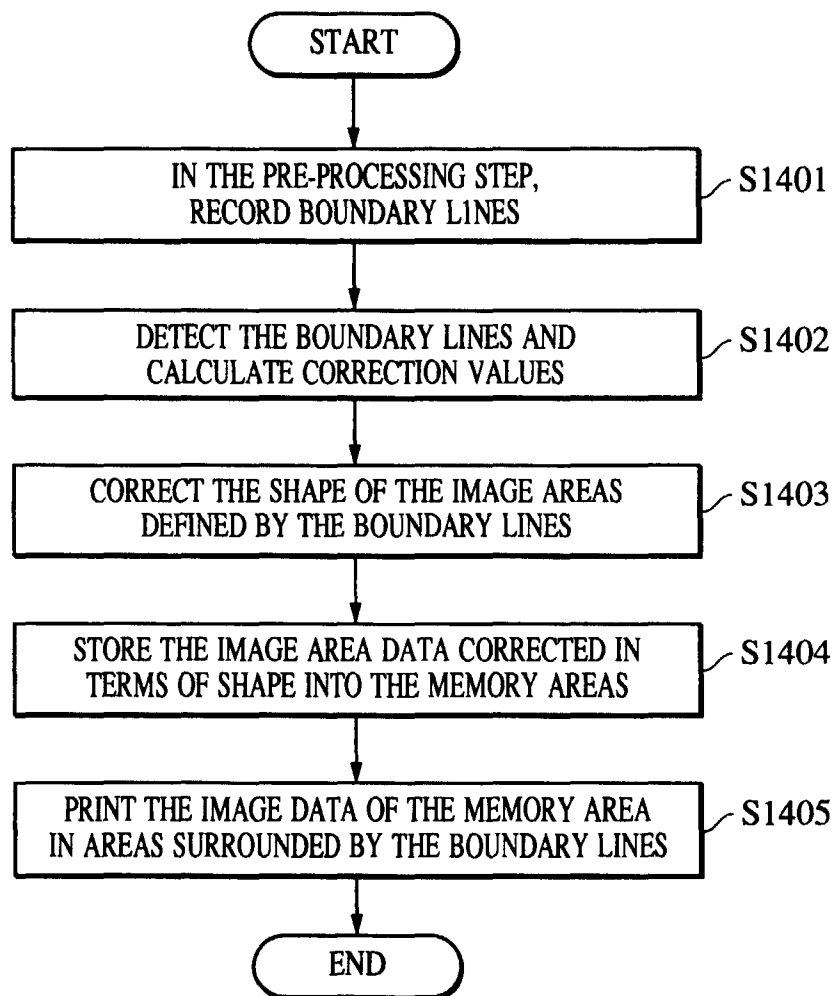 START
IN THE PRE-PROCESSING STEP,
RECORD BOUNDARY L1NES
S1401
DETECT THE BOUNDARY LINES AND
CALCULATE CORRECTION VALUES
S1402
CORRECT THE SHAPE OF THE IMAGE AREAS
DEFINED BY THE BOUNDARY LINES
S1403
STORE THE IMAGE AREA DATA CORRECTED IN
TERMS OF SHAPE INTO THE MEMORY AREAS
S1404
PRINT THE IMAGE DATA OF THE MEMORY AREA
IN AREAS SURROUNDED BY THE BOUNDARY LINES
S1405
END